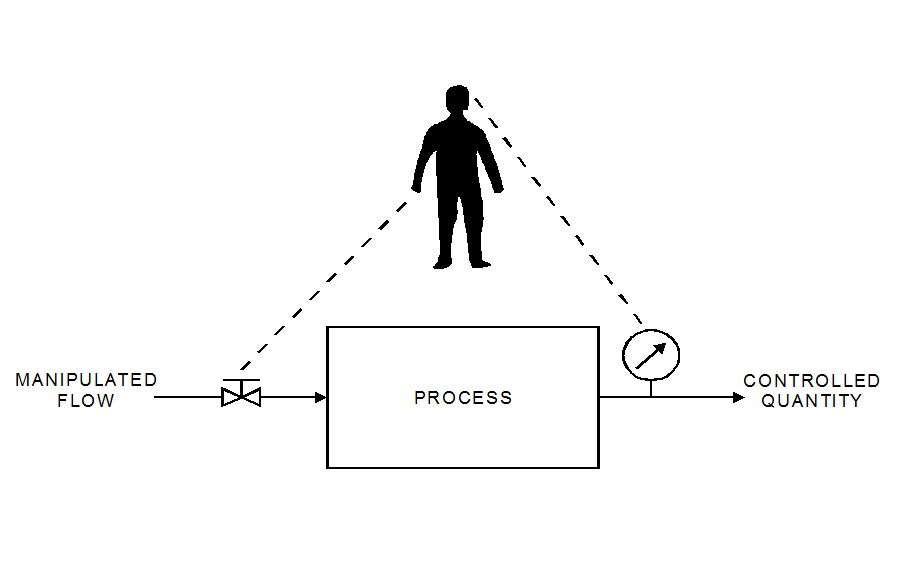 MANIPULATED
FLOW
PROCESS
CONTROLLED
QUANTITY